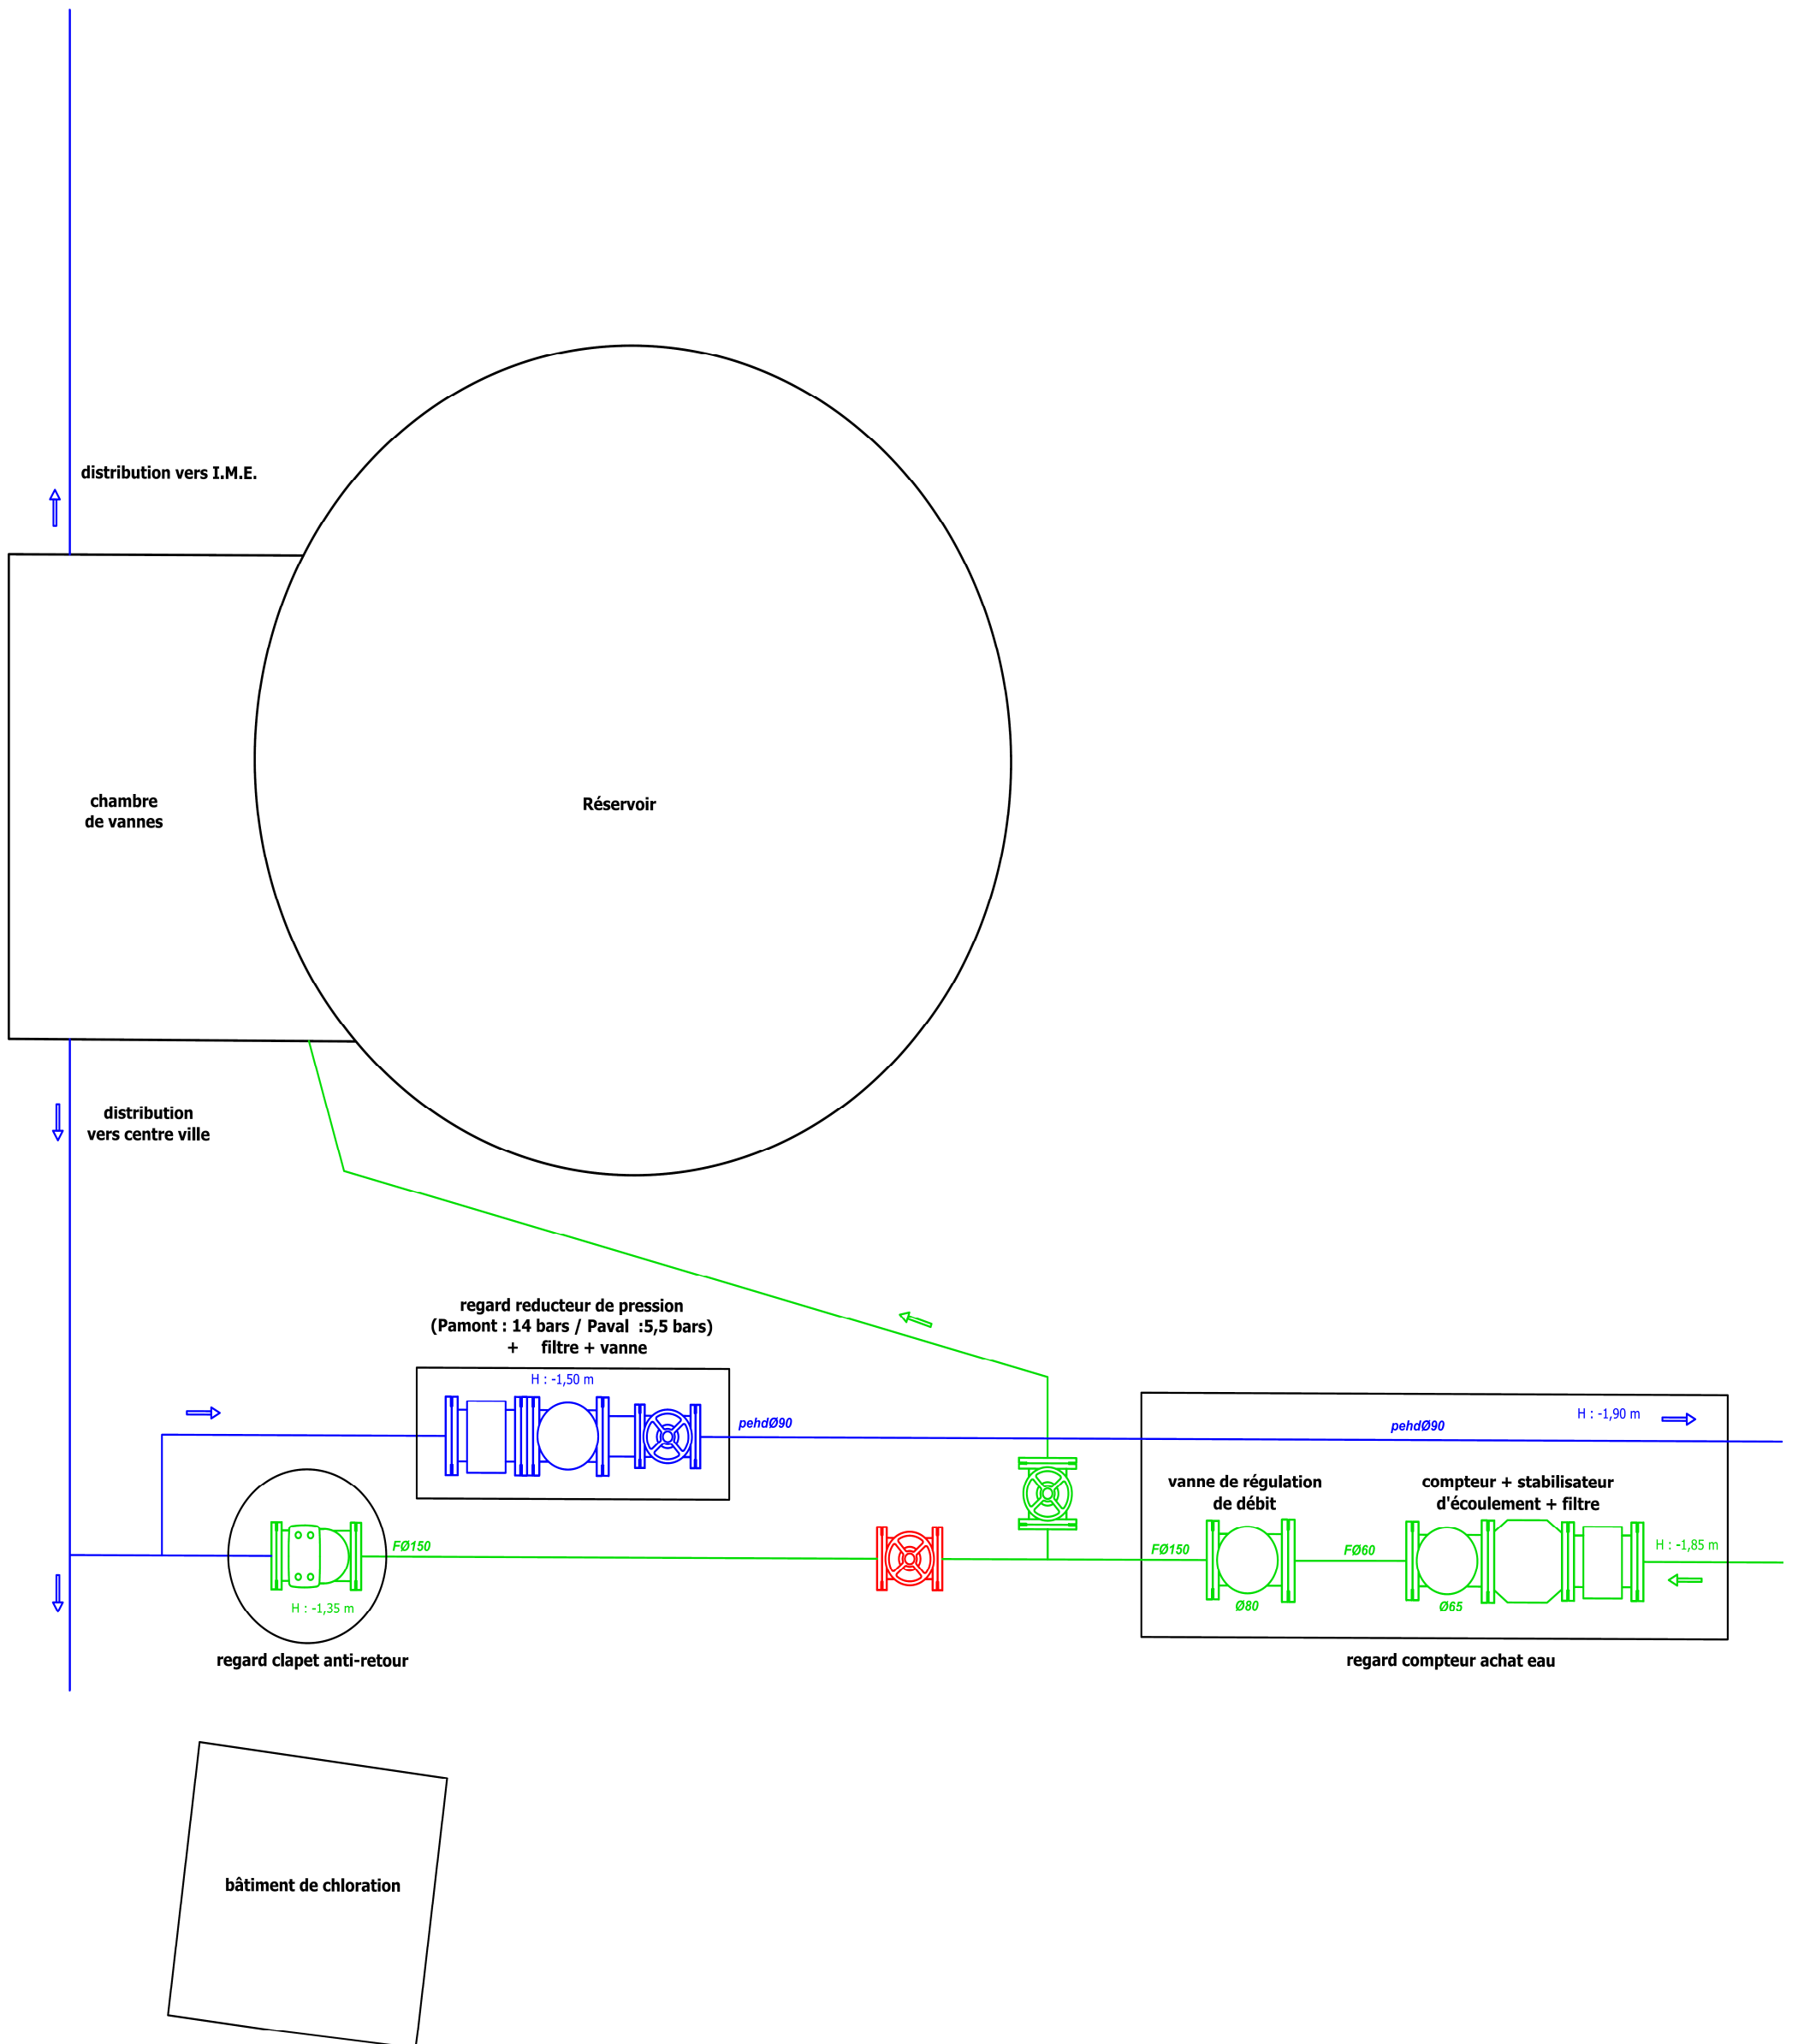 distribution vers I.M.E.
chambre
de vannes
Réservoir
distribution
vers centre ville
regard reducteur de pression
(Pamont : 14 bars / Paval :5,5 bars)
+ filtre + vanne
H : -1,50 m
pehdØ90
pehdØ90
H : -1,90 m
vanne de régulation
de débit
compteur + stabilisateur
d'écoulement + filtre
FØ150
FØ150
FØ60
H : -1,85 m
Ø80
Ø65
H : -1,35 m
regard clapet anti-retour
regard compteur achat eau
bâtiment de chloration